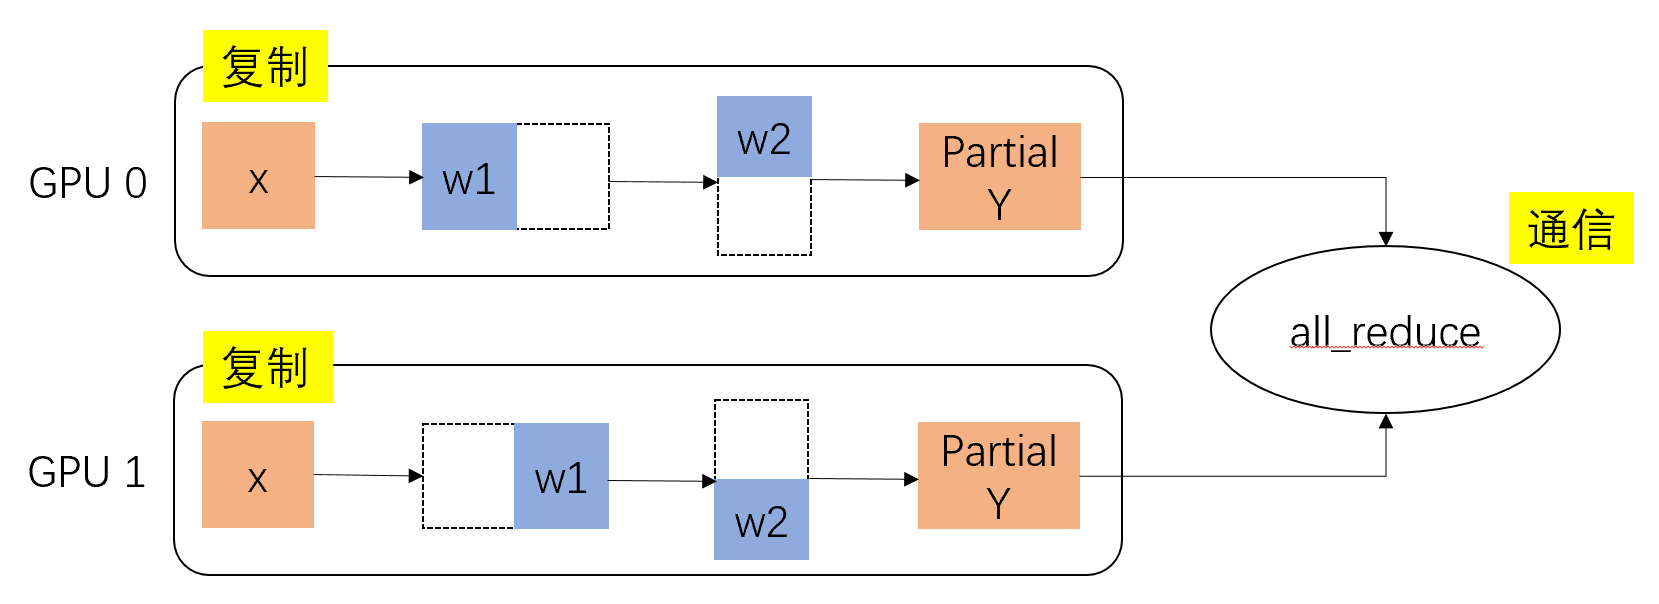 复制
GPU 0
x
w1
w2
Partial
Y
通信
all_reduce
复制
GPU 1
x
w1
w2
Partial
Y